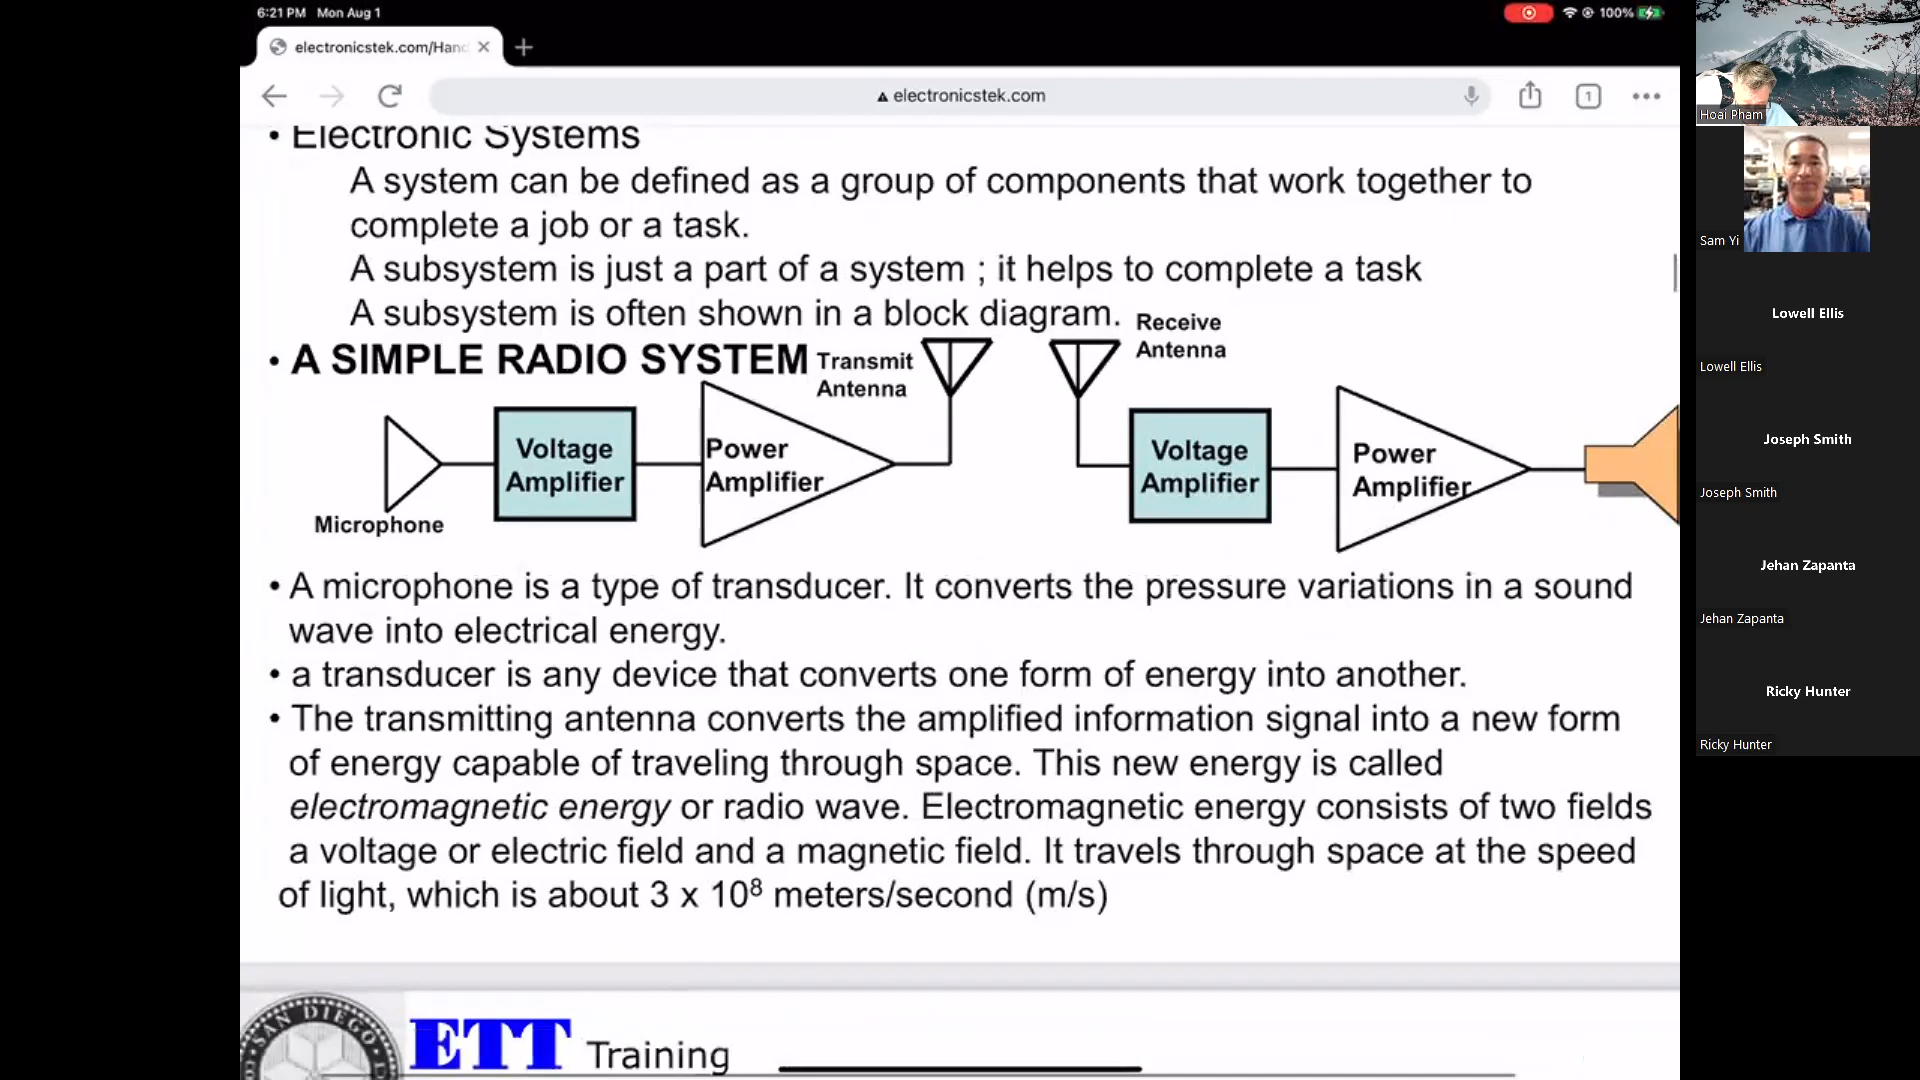 6:21 PM Mon Aug 1
100%
electronicstek.com/Hand
electronicstek.com
1
• Electronic Systems
A system can be defined as a group of components that work together to
complete a job or a task.
A subsystem is just a part of a system ; it helps to complete a task
A subsystem is often shown in a block diagram.
Receive
Antenna
• A SIMPLE RADIO SYSTEM
Transmit
Antenna
Microphone
Voltage
Amplifier
Power
Amplifier
Voltage
Amplifier
Power
Amplifier
• A microphone is a type of transducer. It converts the pressure variations in a sound
wave into electrical energy.
• a transducer is any device that converts one form of energy into another.
• The transmitting antenna converts the amplified information signal into a new form
of energy capable of traveling through space. This new energy is called
electromagnetic energy or radio wave. Electromagnetic energy consists of two fields
a voltage or electric field and a magnetic field. It travels through space at the speed
of light, which is about 3 x 10⁸ meters/second (m/s)
SAN DIEGO
ETT Training
Hoai Pham
Sam Yi
Lowell Ellis
Lowell Ellis
Joseph Smith
Joseph Smith
Jehan Zapanta
Jehan Zapanta
Ricky Hunter
Ricky Hunter